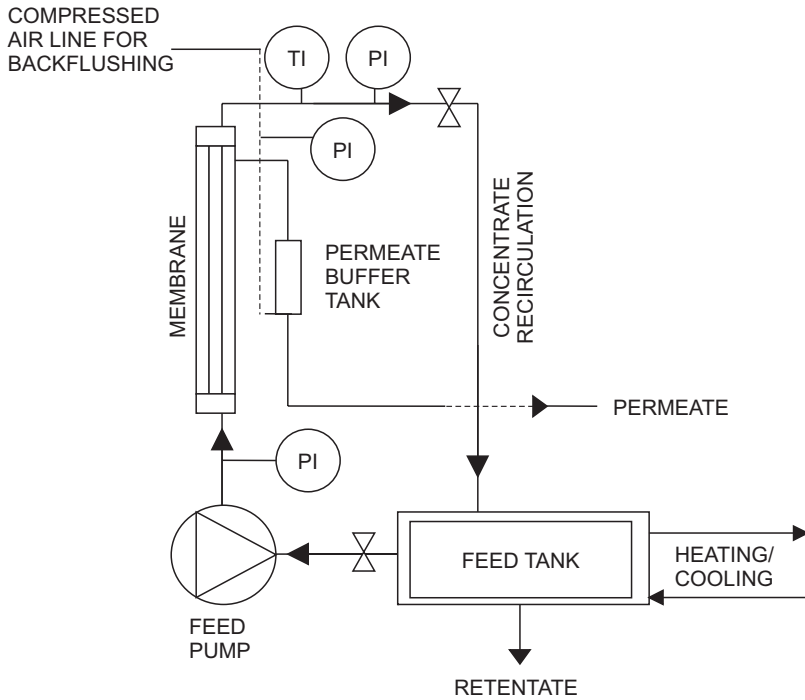 COMPRESSED
AIR LINE FOR
BACKFLUSHING
TI
PI
PI
MEMBRANE
PERMEATE
BUFFER
TANK
CONCENTRATE
RECIRCULATION
PERMEATE
PI
FEED TANK
HEATING/
COOLING
FEED
PUMP
RETENTATE